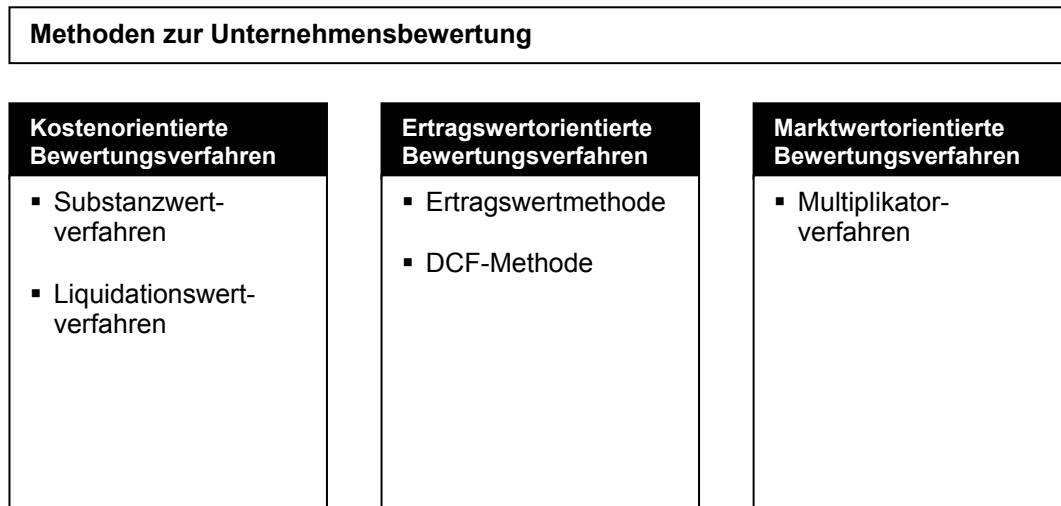 Methoden zur Unternehmensbewertung
Kostenorientierte
Bewertungsverfahren
▪ Substanzwert-
verfahren
▪ Liquidationswert-
verfahren
Ertragswertorientierte
Bewertungsverfahren
▪ Ertragswertmethode
▪ DCF-Methode
Marktwertorientierte
Bewertungsverfahren
▪ Multiplikator-
verfahren